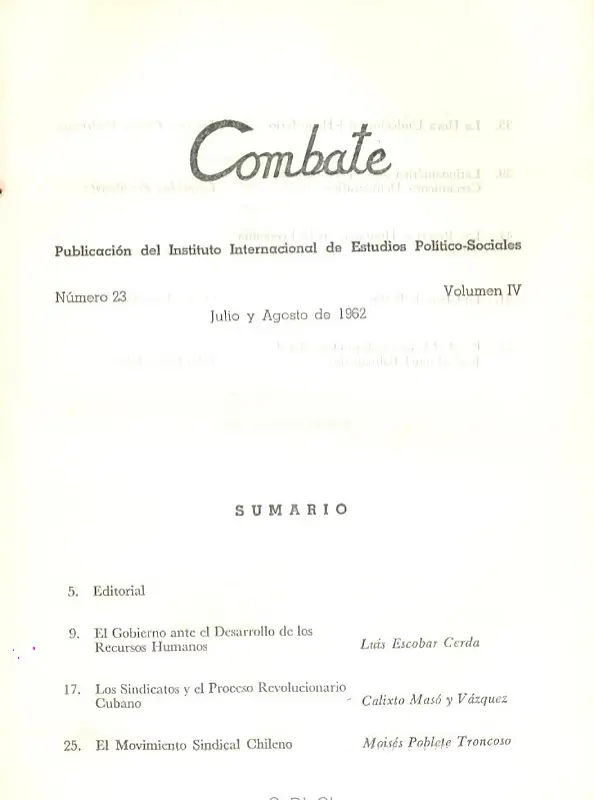 Combate
Publicación del Instituto Internacional de Estudios Político-Sociales
Número 23 Volumen IV
Julio y Agosto de 1962
SUMARIO
5. Editorial
9. El Gobierno ante el Desarrollo de los
Recursos Humanos Luis Escobar Cerda
17. Los Sindicatos y el Proceso Revolucionario
Cubano Calixto Masó y Vázquez
25. El Movimiento Sindical Chileno Moisés Poblete Troncoso